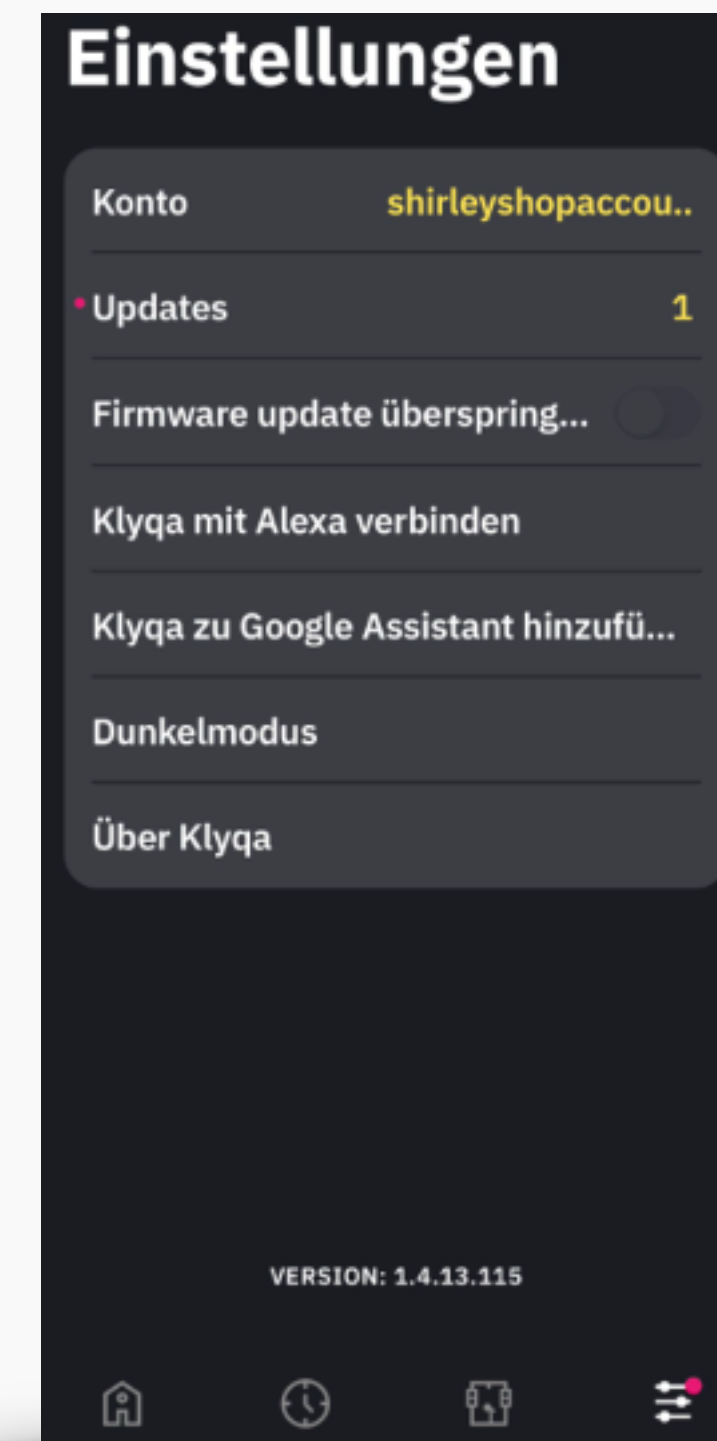 Einstellungen
Konto shirleyshopaccou..
Updates 1
Firmware update überspring...
Klyqa mit Alexa verbinden
Klyqa zu Google Assistant hinzufü...
Dunkelmodus
Über Klyqa
VERSION: 1.4.13.115